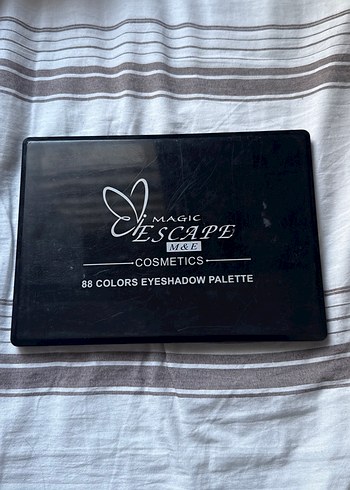 MAGIC
ESCAPE
M&E
COSMETICS
88 COLORS EYESHADOW PALETTE